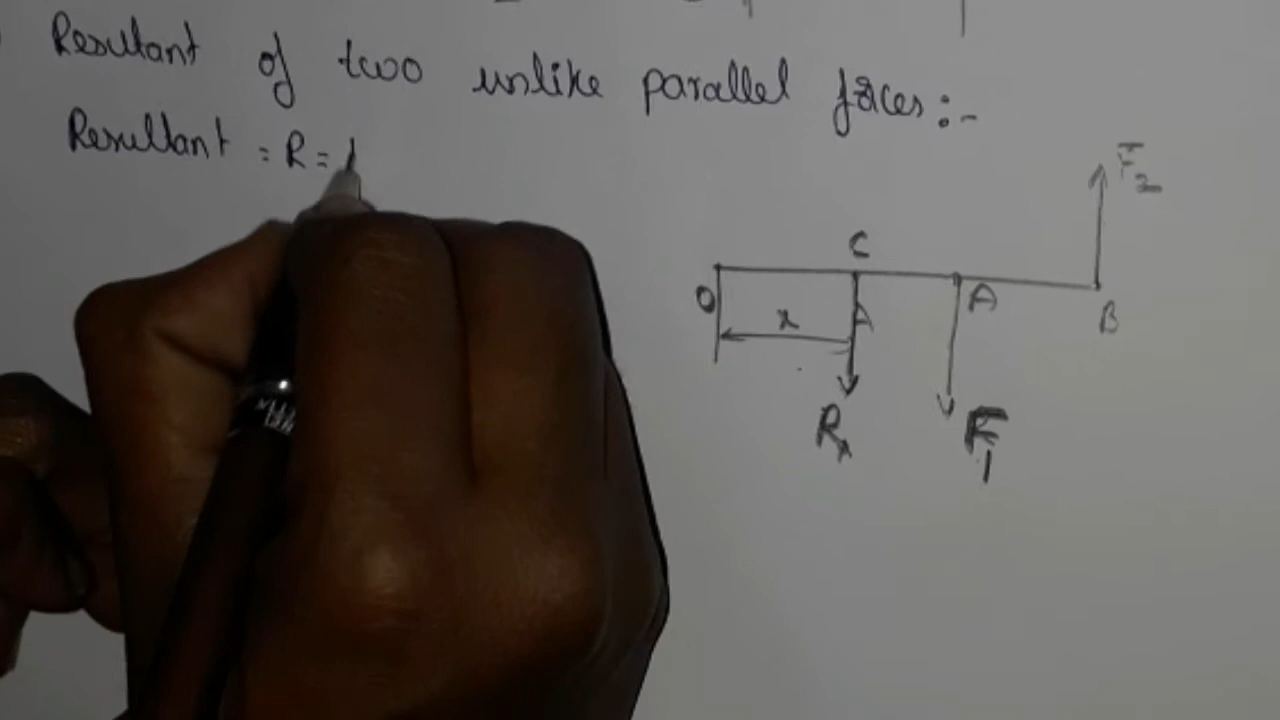 Resultant of two unlike parallel forces:-
Resultant = R =
F2
C
O
A
B
x
R
F1